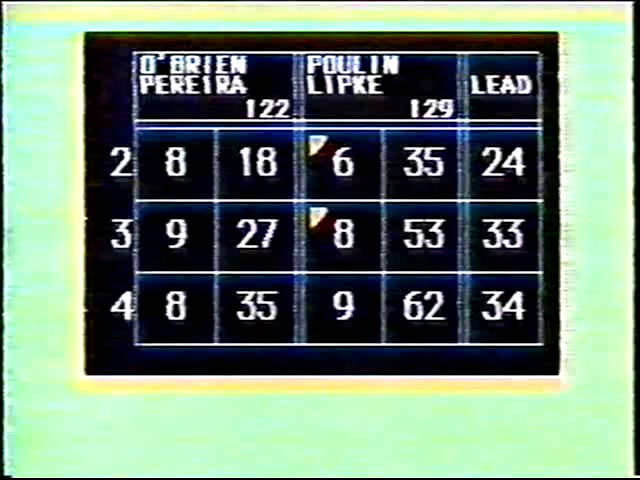 O'BRIEN POULIN
PEREIRA LIPKE LEAD
122 129
2 8 18 6 35 24
3 9 27 8 53 33
4 8 35 9 62 34